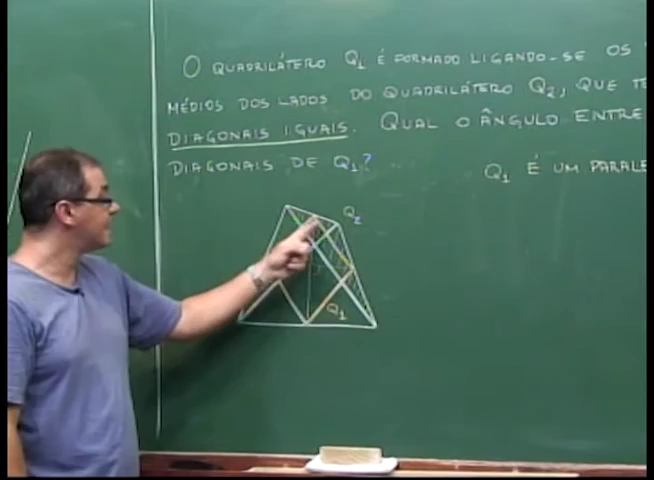 O QUADRILÁTERO Q1 É FORMADO LIGANDO-SE OS
MÉDIOS DOS LADOS DO QUADRILÁTERO Q2, QUE
DIAGONAIS IGUAIS. QUAL O ÂNGULO ENTRE
DIAGONAIS DE Q1?
Q1 É UM
Q2
Q1